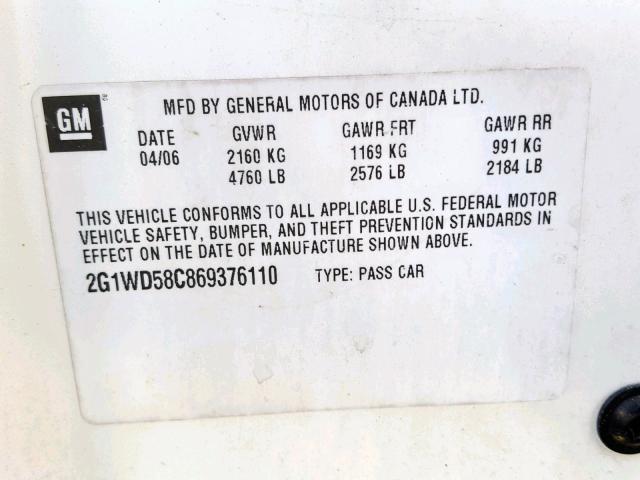 GM
MFD BY GENERAL MOTORS OF CANADA LTD.
DATE GVWR GAWR FRT GAWR RR
04/06 2160 KG 1169 KG 991 KG
4760 LB 2576 LB 2184 LB
THIS VEHICLE CONFORMS TO ALL APPLICABLE U.S. FEDERAL MOTOR
VEHICLE SAFETY, BUMPER, AND THEFT PREVENTION STANDARDS IN
EFFECT ON THE DATE OF MANUFACTURE SHOWN ABOVE.
2G1WD58C869376110 TYPE: PASS CAR